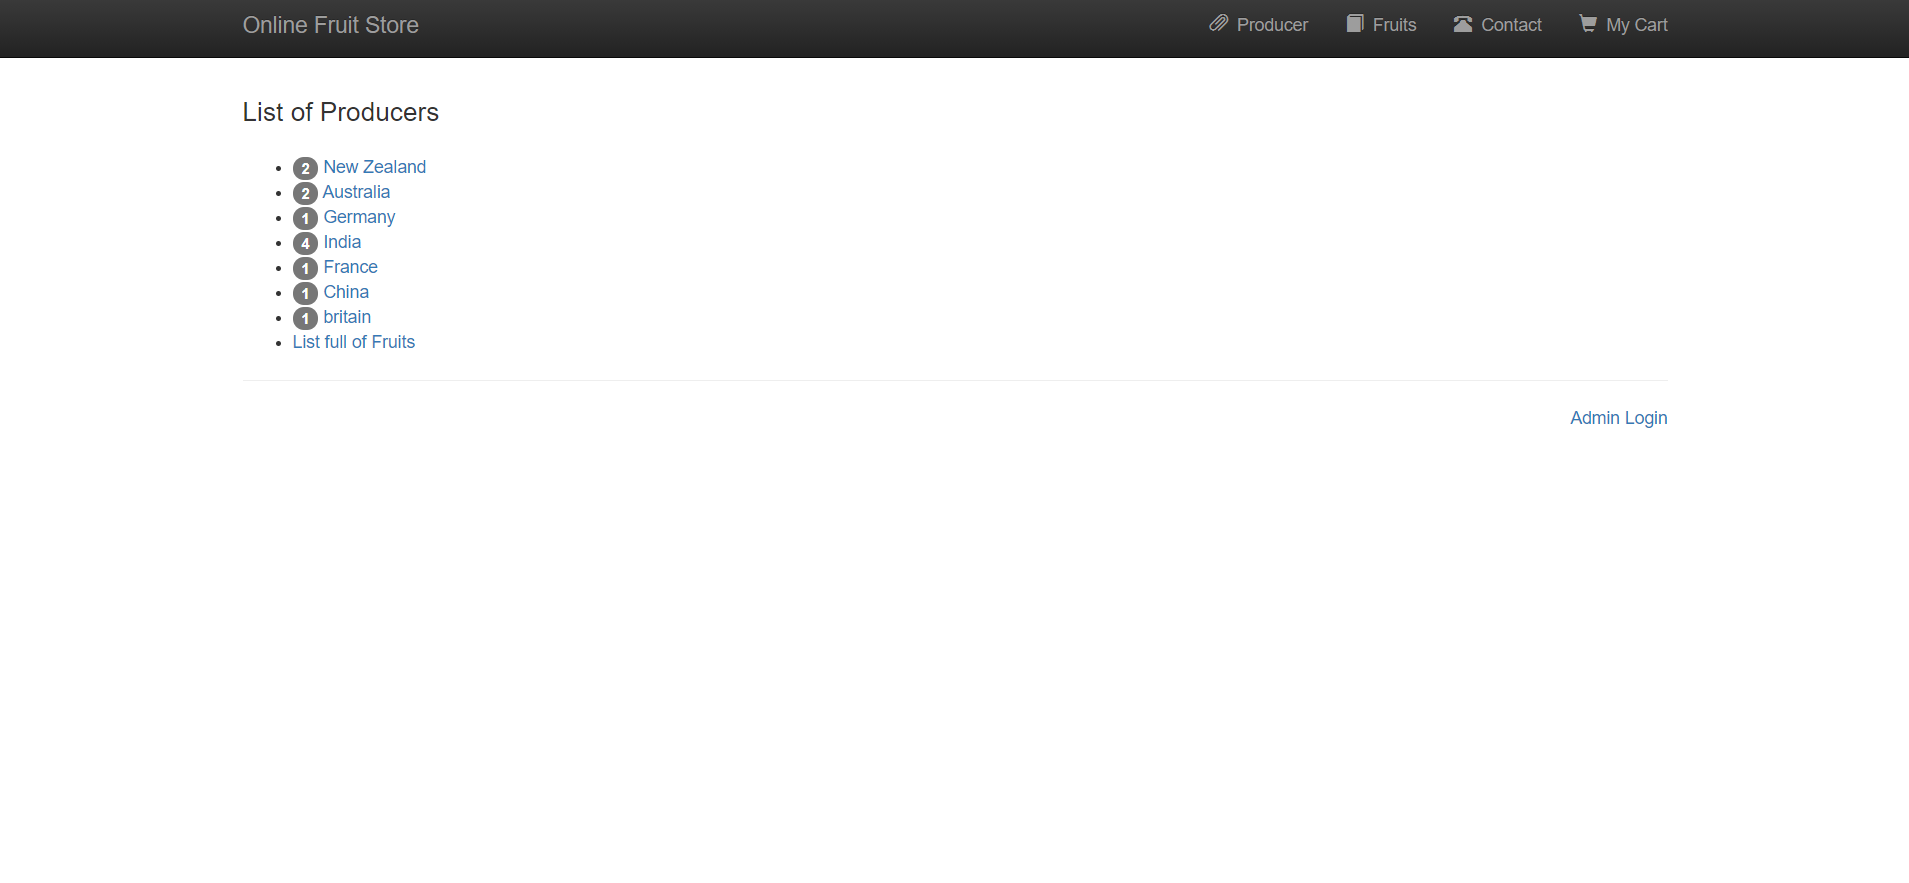 Online Fruit Store Producer Fruits Contact My Cart
List of Producers
2 New Zealand
2 Australia
1 Germany
4 India
1 France
1 China
1 britain
List full of Fruits
Admin Login